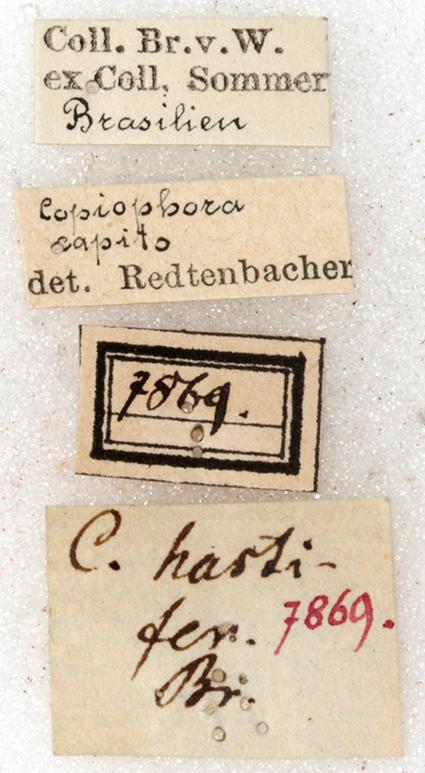 Coll. Br. v. W.
ex Coll. Sommer
Brasilien
Copiophora
capito
det. Redtenbacher
7869.
C. hasti-
fer. 7869.
Br.